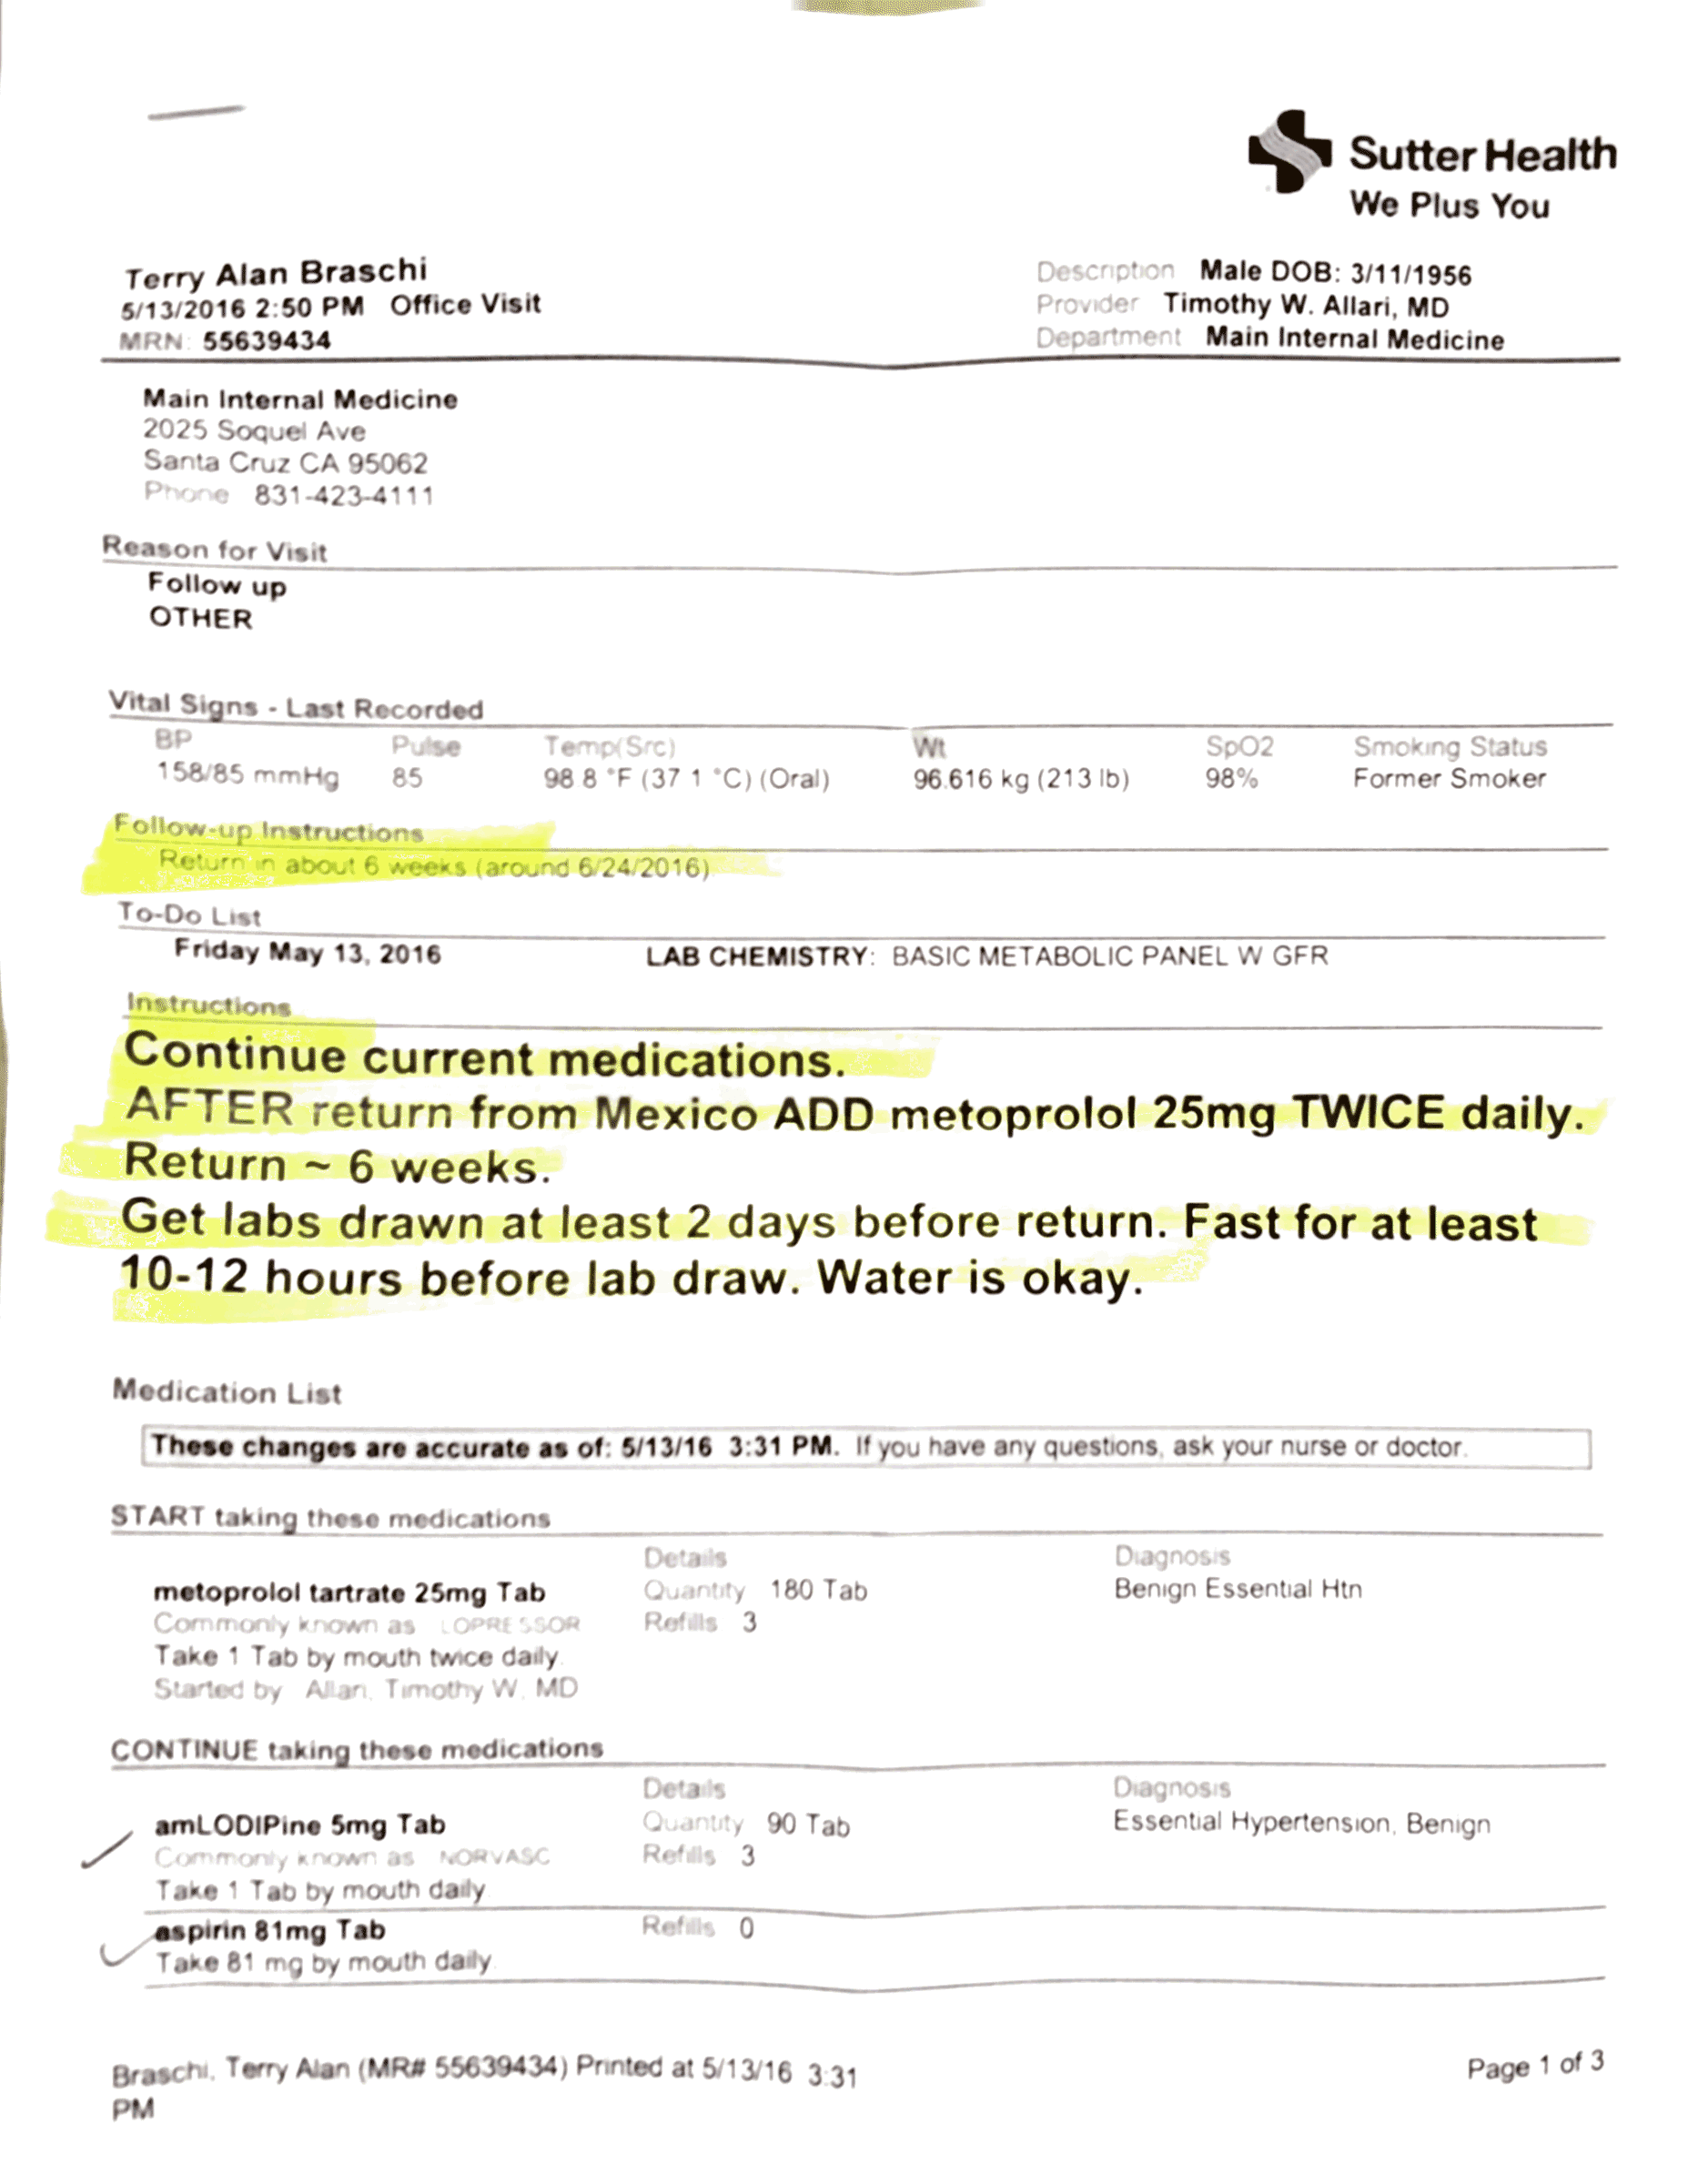 Sutter Health
We Plus You
Terry Alan Braschi
5/13/2016 2:50 PM Office Visit
MRN: 55639434
Description Male DOB: 3/11/1956
Provider Timothy W. Allari, MD
Department Main Internal Medicine
Main Internal Medicine
2025 Soquel Ave
Santa Cruz CA 95062
Phone 831-423-4111
Reason for Visit
Follow up
OTHER
Vital Signs - Last Recorded
BP Pulse Temp(Src) Wt SpO2 Smoking Status
158/85 mmHg 85 98 8 °F (37 1 °C) (Oral) 96.616 kg (213 lb) 98% Former Smoker
Follow-up Instructions
Return in about 6 weeks (around 6/24/2016)
To-Do List
Friday May 13, 2016 LAB CHEMISTRY: BASIC METABOLIC PANEL W GFR
Instructions
Continue current medications.
AFTER return from Mexico ADD metoprolol 25mg TWICE daily.
Return ~ 6 weeks.
Get labs drawn at least 2 days before return. Fast for at least
10-12 hours before lab draw. Water is okay.
Medication List
These changes are accurate as of: 5/13/16 3:31 PM. If you have any questions, ask your nurse or doctor.
START taking these medications
Details Diagnosis
metoprolol tartrate 25mg Tab Quantity 180 Tab Benign Essential Htn
Commonly known as LOPRESSOR Refills 3
Take 1 Tab by mouth twice daily.
Started by Allari, Timothy W, MD
CONTINUE taking these medications
Details Diagnosis
amLODIPine 5mg Tab Quantity 90 Tab Essential Hypertension, Benign
Commonly known as NORVASC Refills 3
Take 1 Tab by mouth daily
aspirin 81mg Tab Refills 0
Take 81 mg by mouth daily.
Braschi, Terry Alan (MR# 55639434) Printed at 5/13/16 3:31
PM
Page 1 of 3